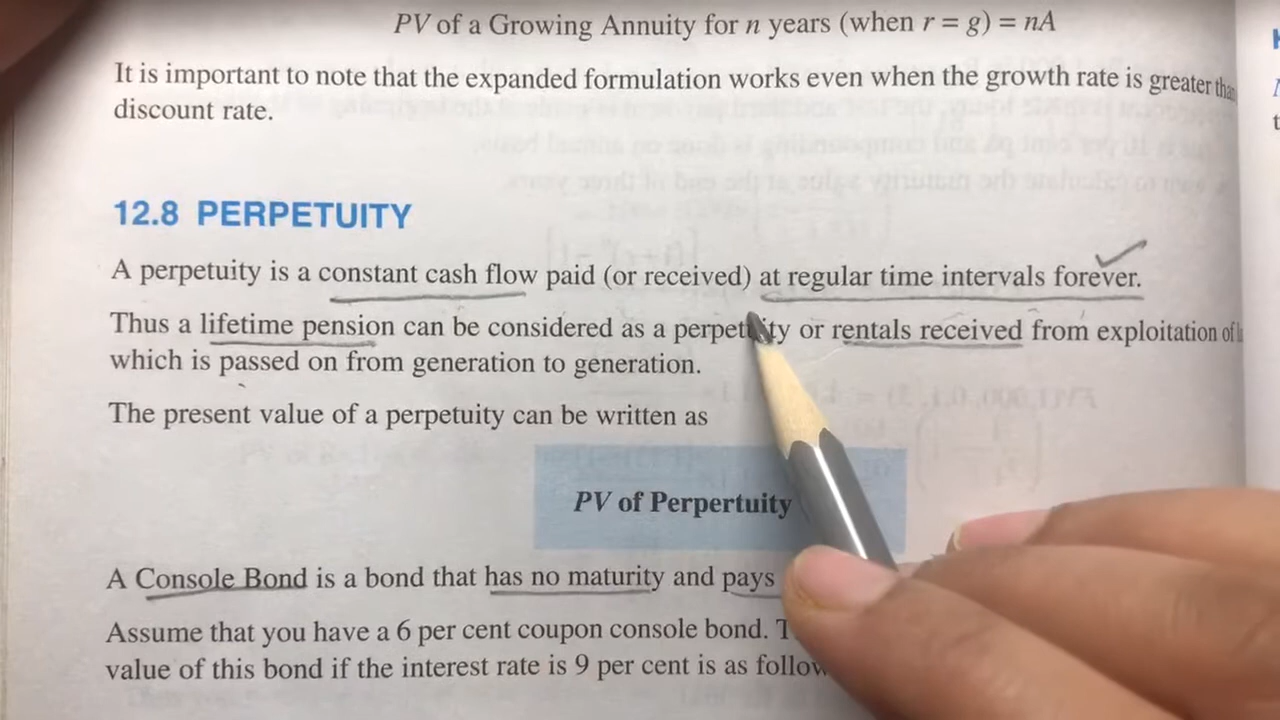 PV of a Growing Annuity for n years (when r = g) = nA
It is important to note that the expanded formulation works even when the growth rate is greater than
discount rate.
12.8 PERPETUITY
A perpetuity is a constant cash flow paid (or received) at regular time intervals forever.
Thus a lifetime pension can be considered as a perpetuity or rentals received from exploitation of
which is passed on from generation to generation.
The present value of a perpetuity can be written as
PV of Perpertuity
A Console Bond is a bond that has no maturity and pays
Assume that you have a 6 per cent coupon console bond.
value of this bond if the interest rate is 9 per cent is as